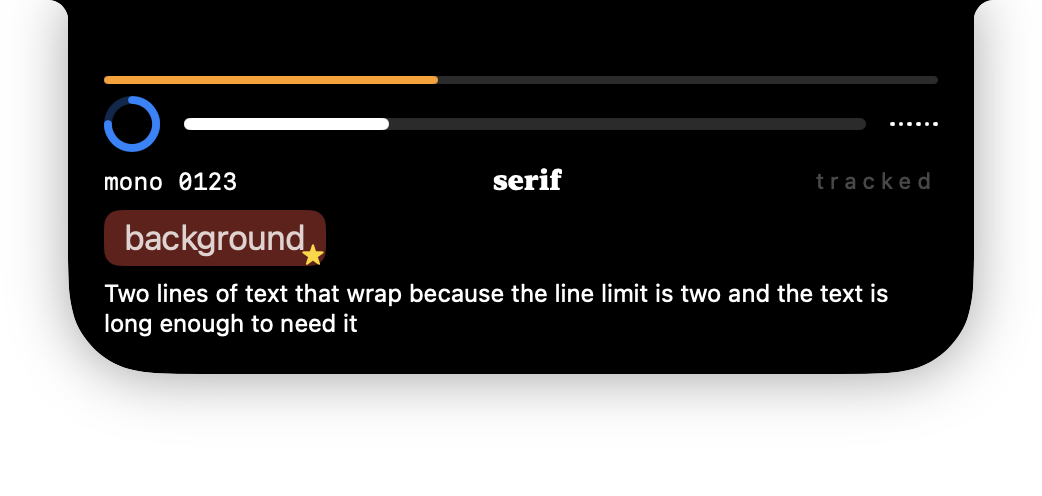 mono 0123
serif
tracked
background
Two lines of text that wrap because the line limit is two and the text is
long enough to need it